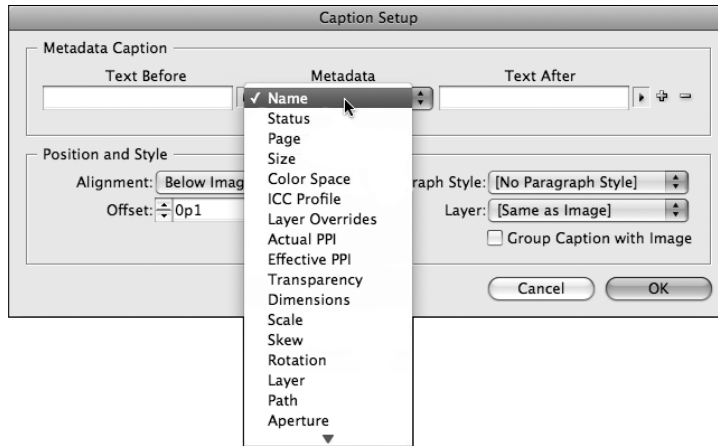 Caption Setup
Metadata Caption
Text Before Metadata Text After
✓ Name
Status
Page
Size
Color Space
ICC Profile
Layer Overrides
Actual PPI
Effective PPI
Transparency
Dimensions
Scale
Skew
Rotation
Layer
Path
Aperture
Position and Style
Alignment: Below Imag
raph Style: [No Paragraph Style]
Offset: 0p1
Layer: [Same as Image]
Group Caption with Image
Cancel OK